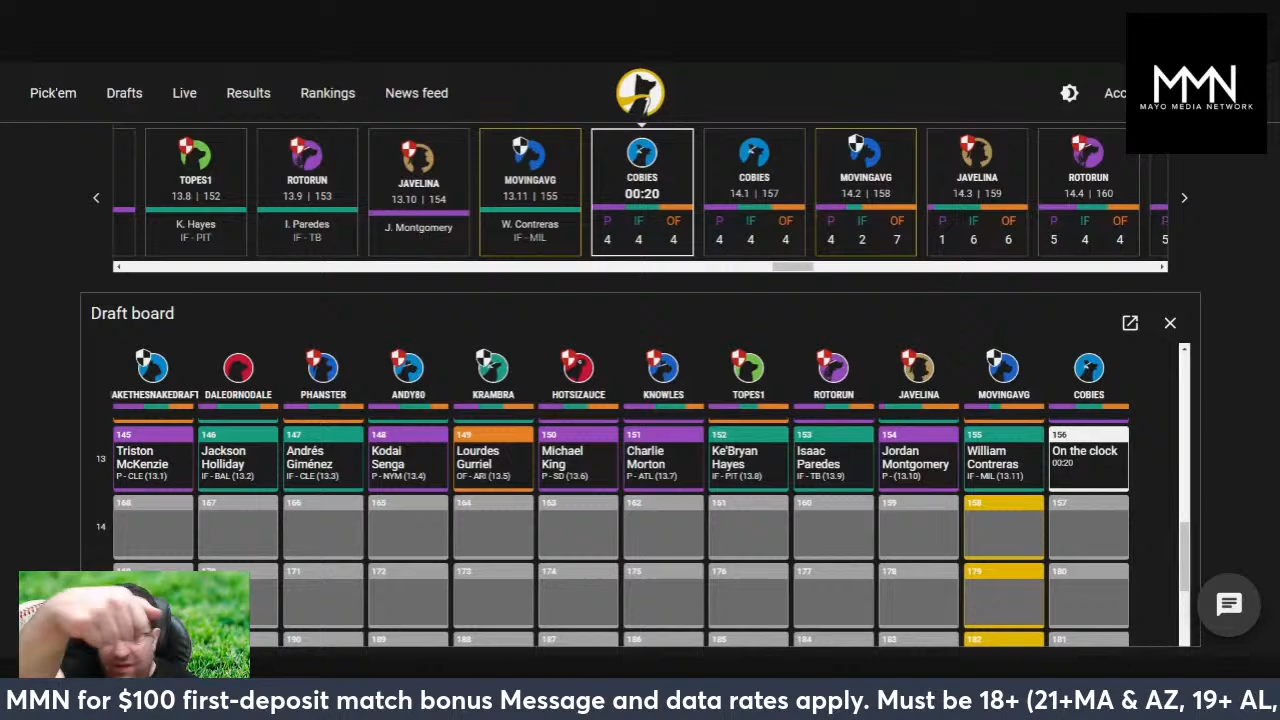 MMN
MAYO MEDIA NETWORK
Pick'em Drafts Live Results Rankings News feed
TOPES1 ROTORUN JAVELINA MOVINGAVG COBIES COBIES MOVINGAVG JAVELINA ROTORUN
13.8 | 152 13.9 | 153 13.10 | 154 13.11 | 155 00:20 14.1 | 157 14.2 | 158 14.3 | 159 14.4 | 160
K. Hayes I. Paredes J. Montgomery W. Contreras P IF OF P IF OF P IF OF P IF OF P IF OF P
IF - PIT IF - TB IF - MIL 4 4 4 4 4 4 4 2 7 1 6 6 5 4 4 5
Draft board
AKETHESNAKEDRAFT DALEORNODALE PHANSTER ANDY80 KRAMBRA HOTSIZAUCE KNOWLES TOPES1 ROTORUN JAVELINA MOVINGAVG COBIES
145 146 147 148 149 150 151 152 153 154 155 156
Triston Jackson Andrés Kodai Lourdes Michael Charlie Ke'Bryan Isaac Jordan William On the clock
13 McKenzie Holliday Giménez Senga Gurriel King Morton Hayes Paredes Montgomery Contreras 00:20
P - CLE (13.1) IF - BAL (13.2) IF - CLE (13.3) P - NYM (13.4) OF - ARI (13.5) P - SD (13.6) P - ATL (13.7) IF - PIT (13.8) IF - TB (13.9) P - (13.10) IF - MIL (13.11)
168 167 166 165 164 163 162 161 160 159 158 157
14
171 172 173 174 175 176 177 178 179 180
190 189 188 187 186 185 184 183 182 181
MMN for $100 first-deposit match bonus Message and data rates apply. Must be 18+ (21+MA & AZ, 19+ AL,